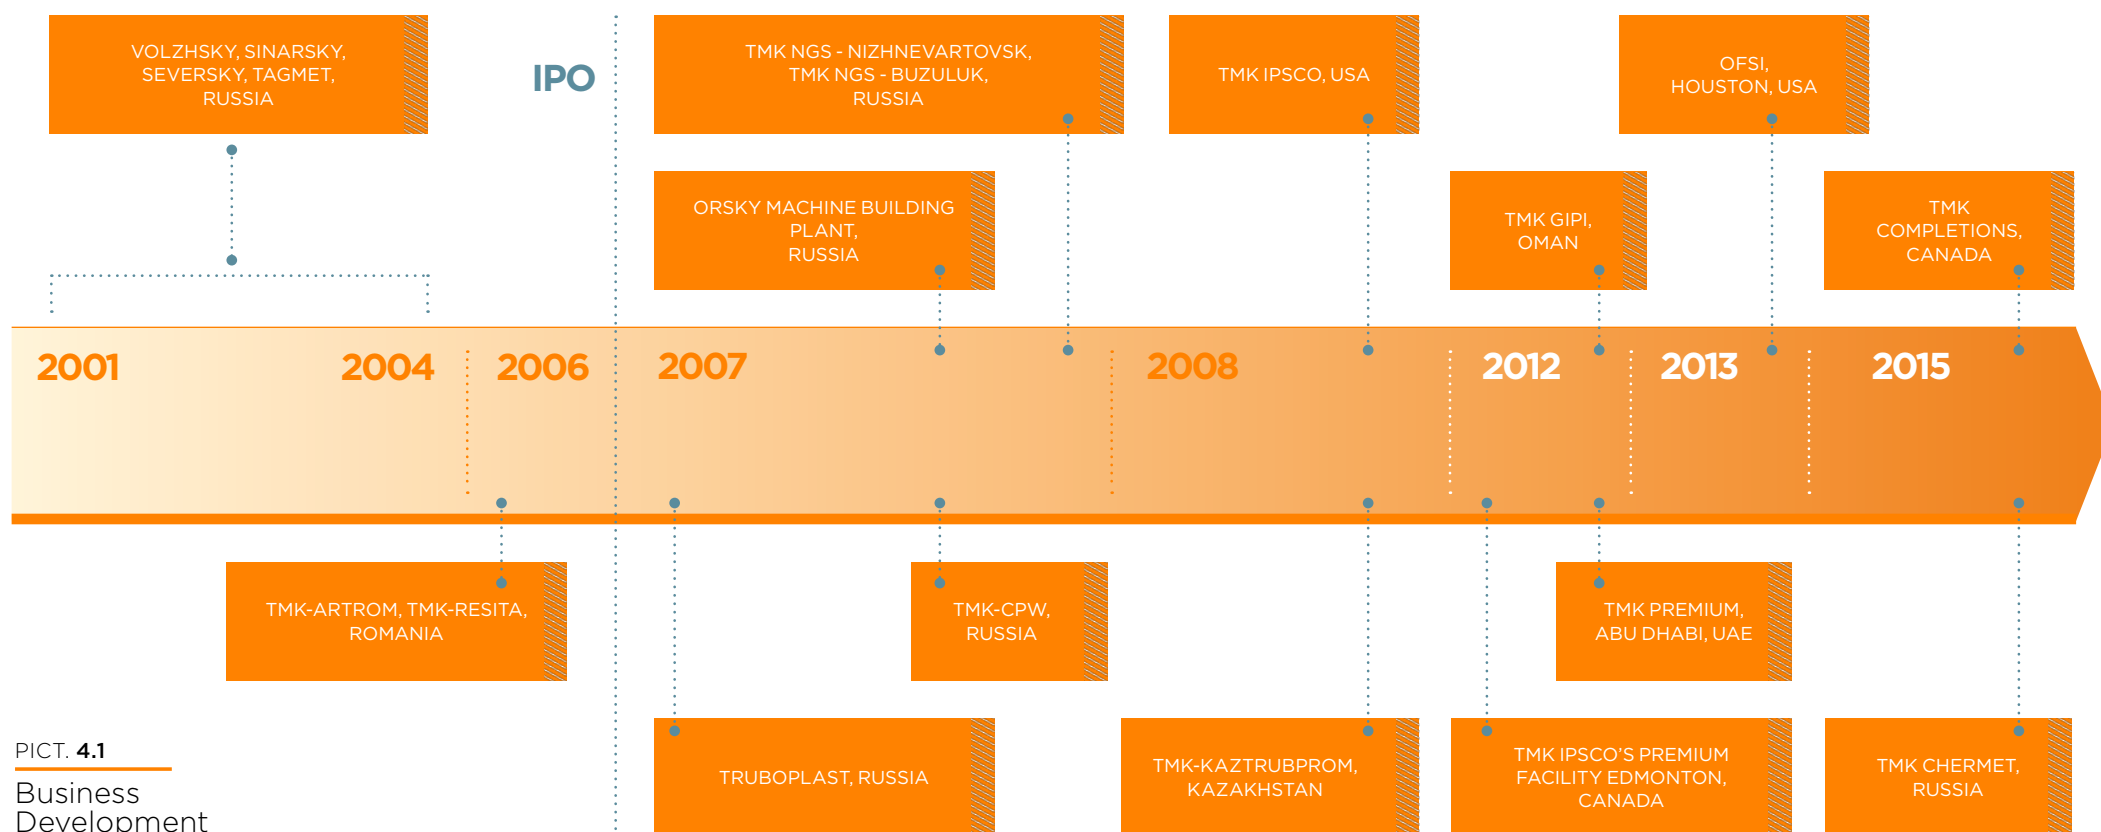 VOLZHSKY, SINARSKY,
SEVERSKY, TAGMET,
RUSSIA
IPO
TMK NGS - NIZHNEVARTOVSK,
TMK NGS - BUZULUK,
RUSSIA
TMK IPSCO, USA
OFSI,
HOUSTON, USA
ORSKY MACHINE BUILDING
PLANT,
RUSSIA
TMK GIPI,
OMAN
TMK
COMPLETIONS,
CANADA
2001
2004
2006
2007
2008
2012
2013
2015
TMK-ARTROM, TMK-RESITA,
ROMANIA
TMK-CPW,
RUSSIA
TMK PREMIUM,
ABU DHABI, UAE
TRUBOPLAST, RUSSIA
TMK-KAZTRUBPROM,
KAZAKHSTAN
TMK IPSCO’S PREMIUM
FACILITY EDMONTON,
CANADA
TMK CHERMET,
RUSSIA
PICT. 4.1
Business
Development